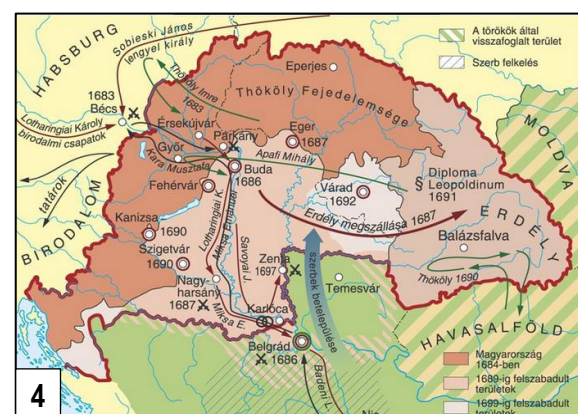 Sobieski János
lengyel király
HABSBURG
BIRODALOM
1683
Bécs
Lotharingiai Károly
birodalmi csapatok
tatárok
Thököly Imre
1683
Eperjes
Thököly Fejedelemsége
A törökök által
visszafoglalt terület
Szerb felkelés
MOLDVA
Érsekújvár
Párkány
Győr
Kara Musztafa
Eger
1687
Apafi Mihály
Buda
1686
Fehérvár
Várad
1692
Diploma
Leopoldinum
1691
Erdély megszállása 1687
ERDÉLY
Balázsfalva
Kanizsa
1690
Szigetvár
1690
Lotharingiai K.
Miksa Emánuel
Savoyai J.
Zenta
1697
szerbek betelepülése
Temesvár
Thököly 1690
Nagy-
harsány
1687
Miksa E.
Karlóca
HAVASALFÖLD
Belgrád
1686
Badeni L.
Magyarország
1684-ben
1689-ig felszabadult
területek
1699-ig felszabadult
területek
4